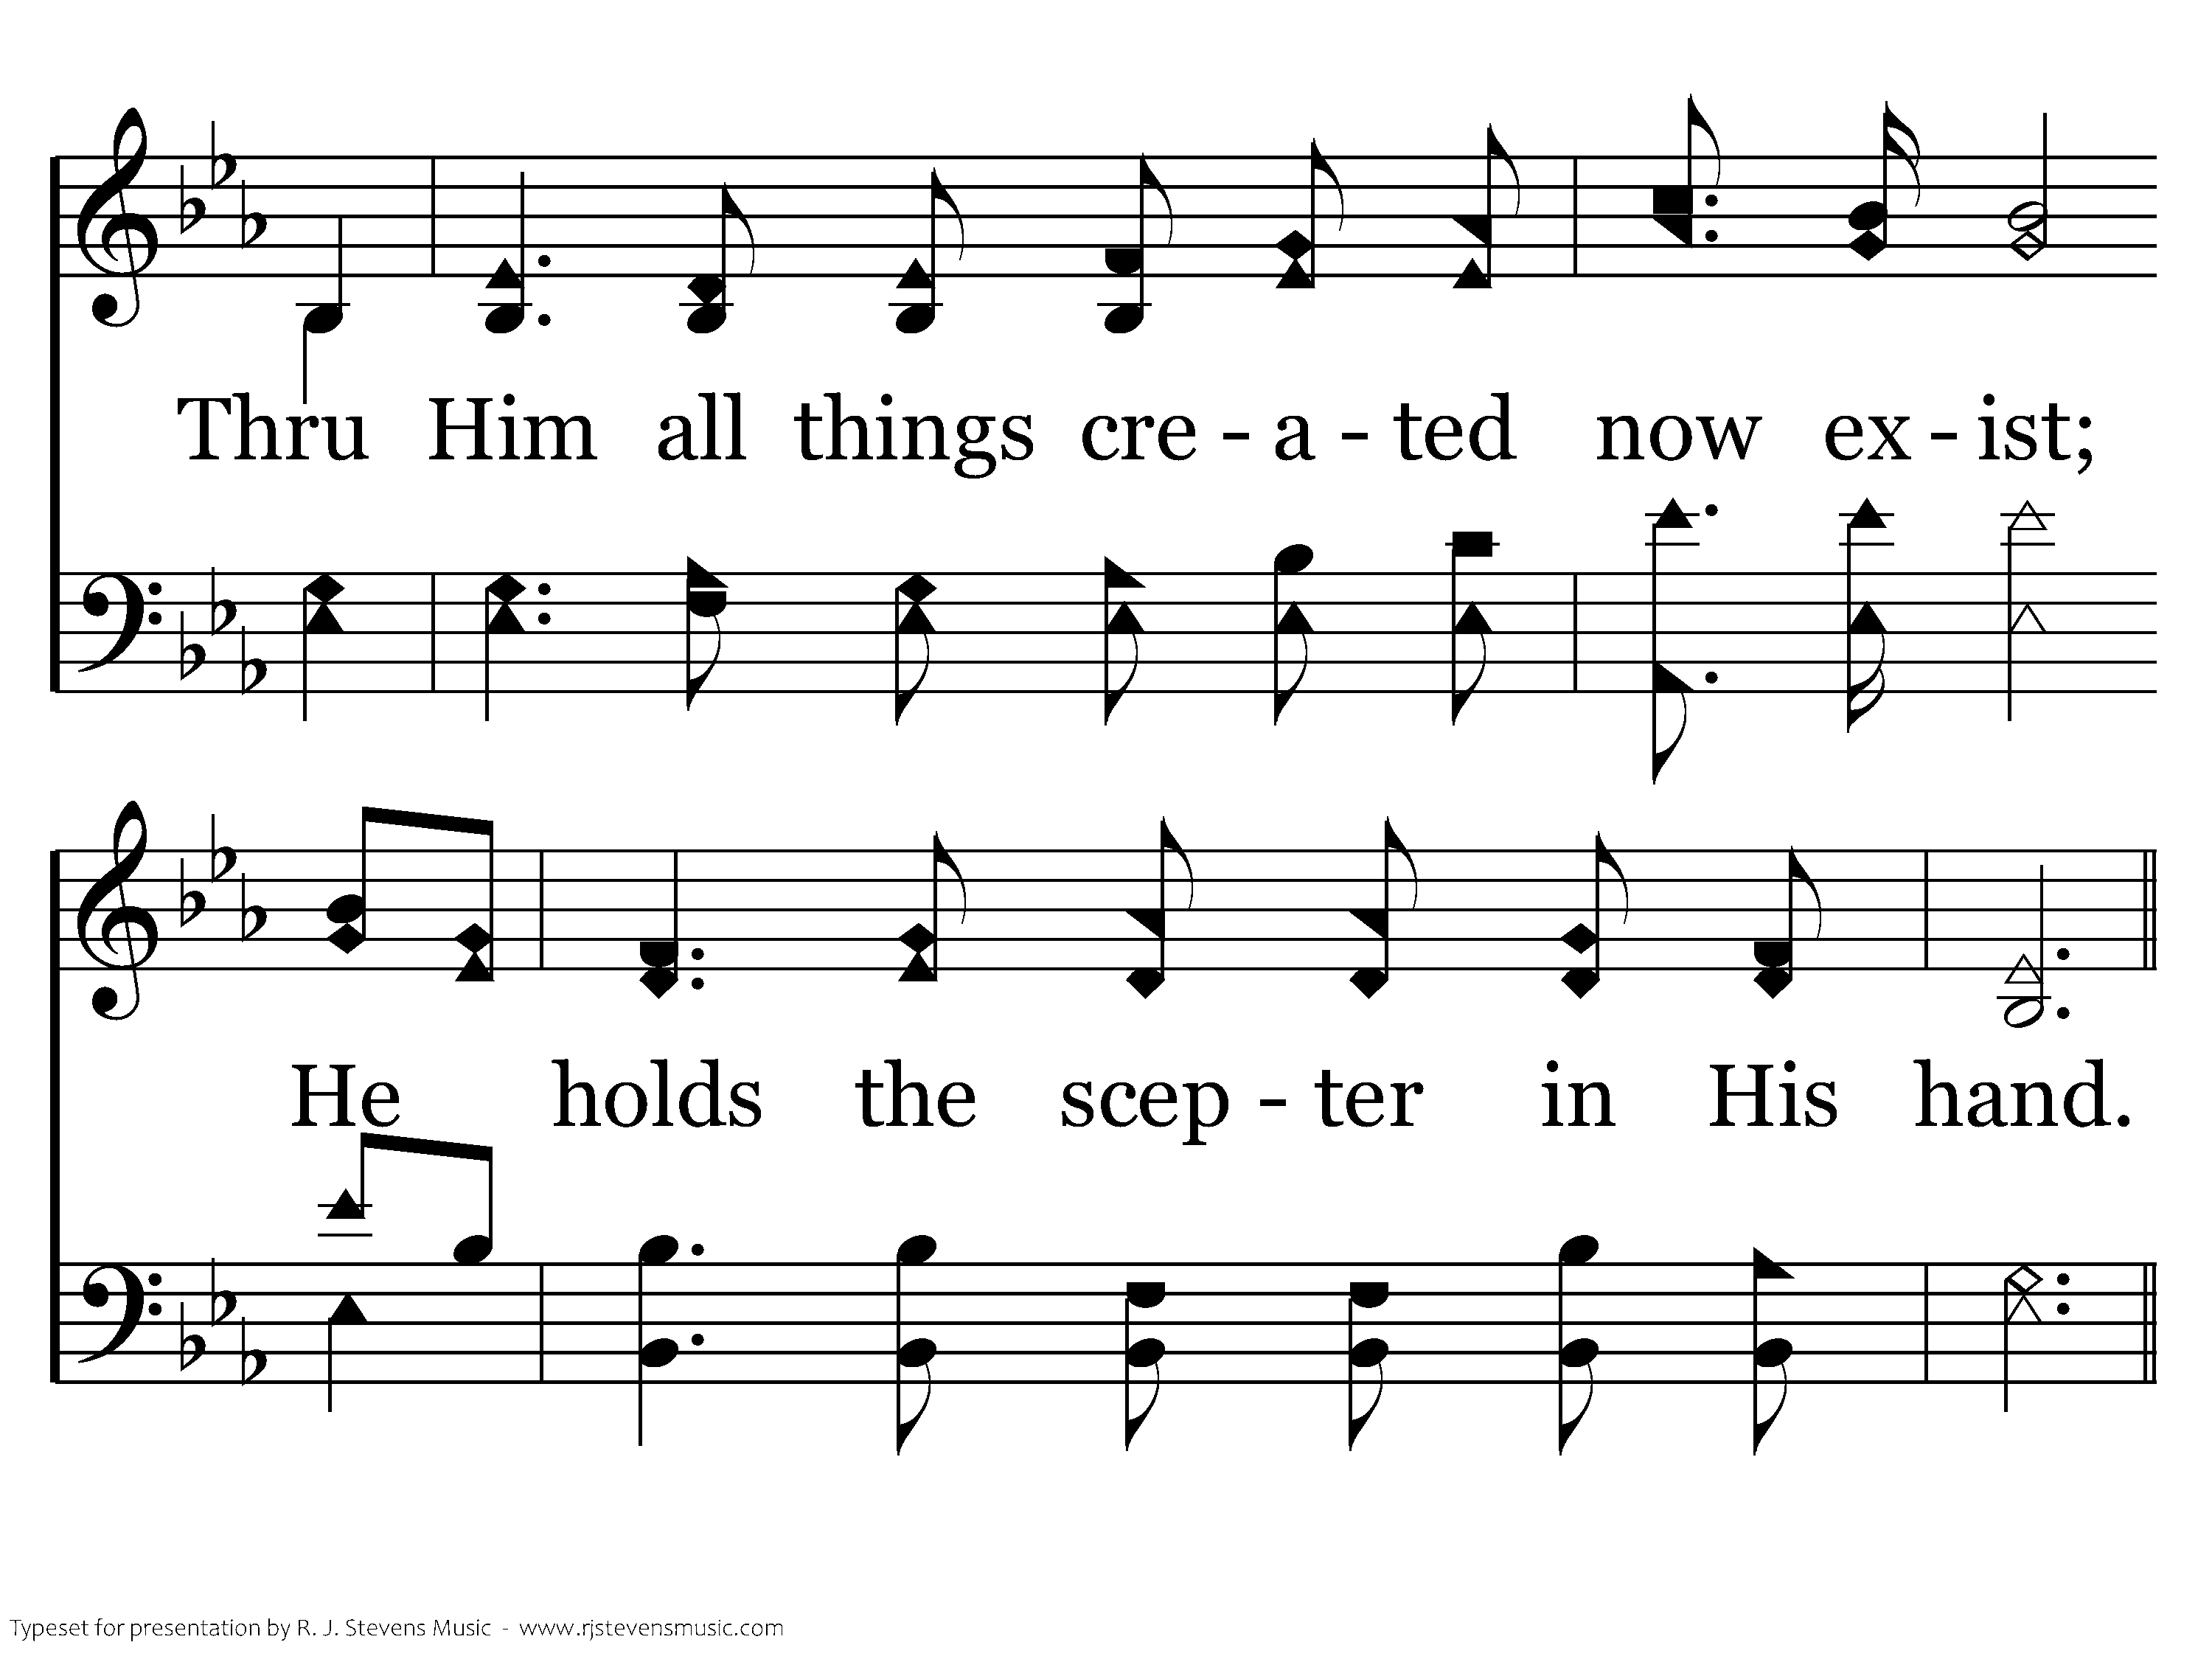 Thru Him all things cre - a - ted now ex - ist;
He holds the scep - ter in His hand.
Typeset for presentation by R. J. Stevens Music - www.rjstevensmusic.com